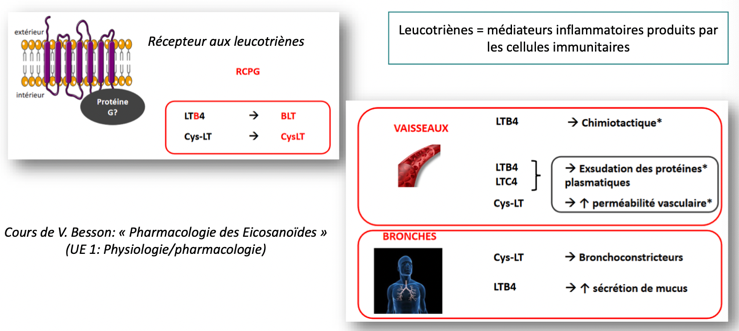 extérieur
intérieur
Protéine
G?
Récepteur aux leucotriènes
RCPG
LTB4 → BLT
Cys-LT → CysLT
Leucotriènes = médiateurs inflammatoires produits par
les cellules immunitaires
VAISSEAUX
LTB4 → Chimiotactique*
LTB4
LTC4
→ Exsudation des protéines*
plasmatiques
Cys-LT → ↑ perméabilité vasculaire*
BRONCHES
Cys-LT → Bronchoconstricteurs
LTB4 → ↑ sécrétion de mucus
Cours de V. Besson: « Pharmacologie des Eicosanoïdes »
(UE 1: Physiologie/pharmacologie)